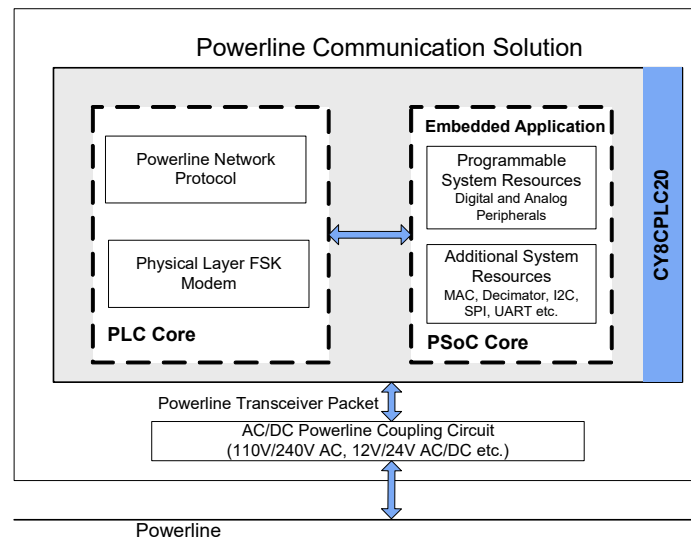 Powerline Communication Solution
Powerline Network
Protocol
Physical Layer FSK
Modem
PLC Core
Embedded Application
Programmable
System Resources
Digital and Analog
Peripherals
Additional System
Resources
MAC, Decimator, I2C,
SPI, UART etc.
PSoC Core
CY8CPLC20
Powerline Transceiver Packet
AC/DC Powerline Coupling Circuit
(110V/240V AC, 12V/24V AC/DC etc.)
Powerline